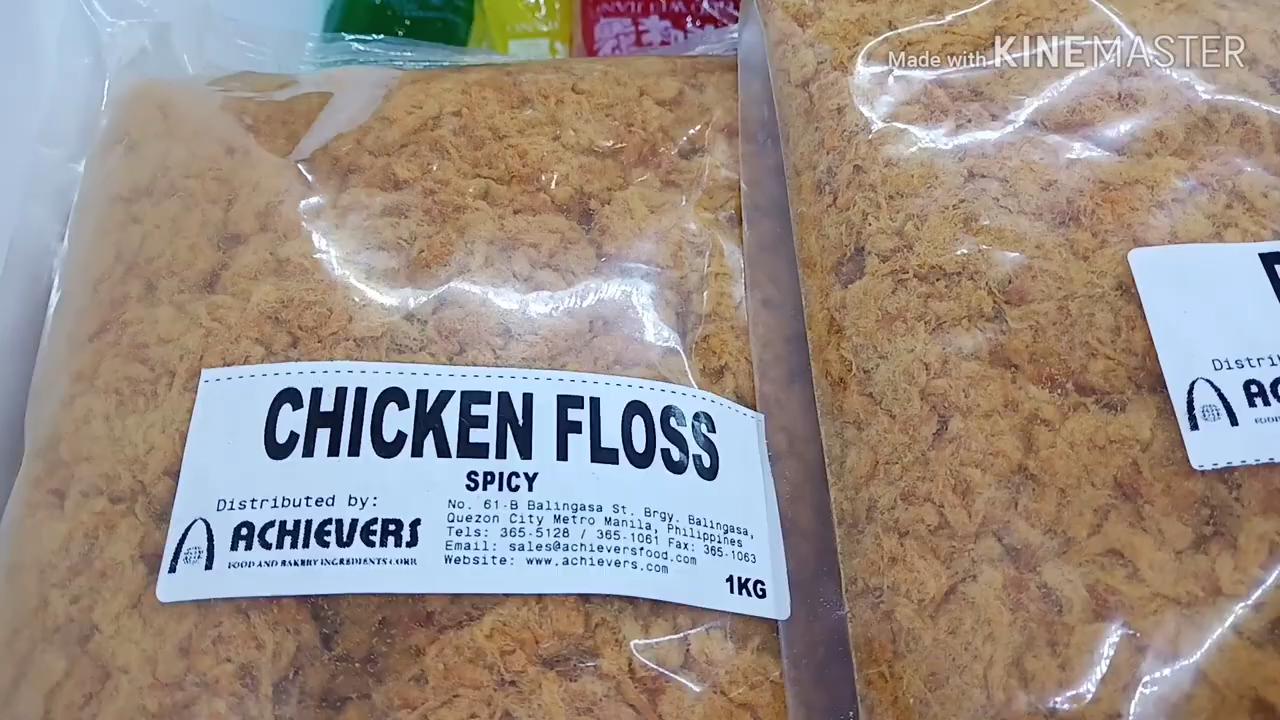 Made with KINEMASTER
CHICKEN FLOSS
SPICY
Distributed by:
ACHIEVERS
FOOD AND BAKERY INGREDIENTS CORP.
No. 61-B Balingasa St. Brgy. Balingasa,
Quezon City Metro Manila, Philippines
Tels: 365-5128 / 365-1061 Fax: 365-1063
Email: sales@achieversfood.com
Website: www.achievers.com
1KG
Distrib
AC